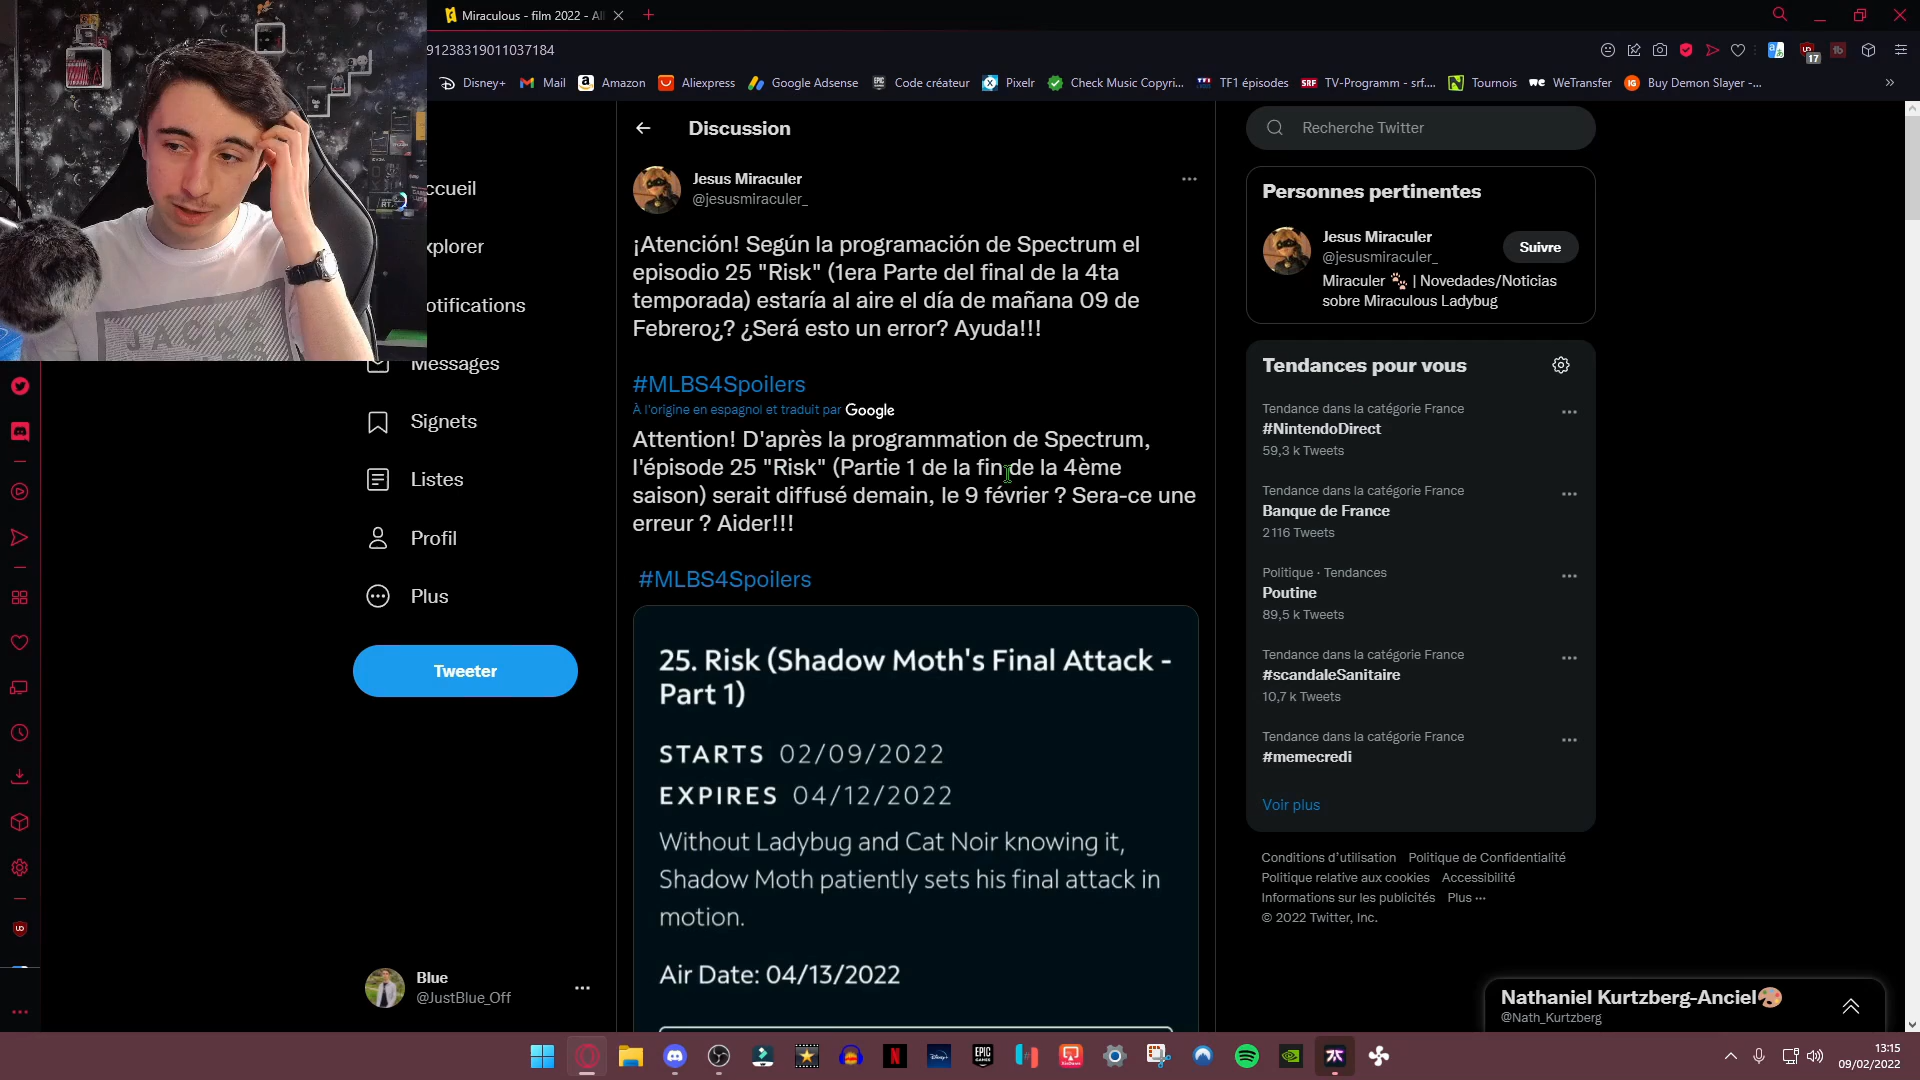 Miraculous - film 2022 - Al
91238319011037184
Disney+ Mail Amazon Aliexpress Google Adsense Code créateur Pixelr Check Music Copyri... TF1 épisodes TV-Programm - srf.... Tournois WeTransfer Buy Demon Slayer -...
17
Discussion
Recherche Twitter
Jesus Miraculer
@jesusmiraculer_
¡Atención! Según la programación de Spectrum el
episodio 25 "Risk" (1era Parte del final de la 4ta
temporada) estaría al aire el día de mañana 09 de
Febrero¿? ¿Será esto un error? Ayuda!!!
#MLBS4Spoilers
À l'origine en espagnol et traduit par Google
Attention! D'après la programmation de Spectrum,
l'épisode 25 "Risk" (Partie 1 de la fin de la 4ème
saison) serait diffusé demain, le 9 février ? Sera-ce une
erreur ? Aider!!!
#MLBS4Spoilers
25. Risk (Shadow Moth's Final Attack -
Part 1)
STARTS 02/09/2022
EXPIRES 04/12/2022
Without Ladybug and Cat Noir knowing it,
Shadow Moth patiently sets his final attack in
motion.
Air Date: 04/13/2022
ccueil
xplorer
otifications
Messages
Signets
Listes
Profil
Plus
Tweeter
Blue
@JustBlue_Off
Personnes pertinentes
Jesus Miraculer
@jesusmiraculer_
Suivre
Miraculer 🐾 | Novedades/Noticias
sobre Miraculous Ladybug
Tendances pour vous
Tendance dans la catégorie France
#NintendoDirect
59,3 k Tweets
Tendance dans la catégorie France
Banque de France
2 116 Tweets
Politique · Tendances
Poutine
89,5 k Tweets
Tendance dans la catégorie France
#scandaleSanitaire
10,7 k Tweets
Tendance dans la catégorie France
#memecredi
Voir plus
Conditions d'utilisation Politique de Confidentialité
Politique relative aux cookies Accessibilité
Informations sur les publicités Plus ···
© 2022 Twitter, Inc.
Nathaniel Kurtzberg-Anciel🎨
@Nath_Kurtzberg
13:15
09/02/2022
JACK &